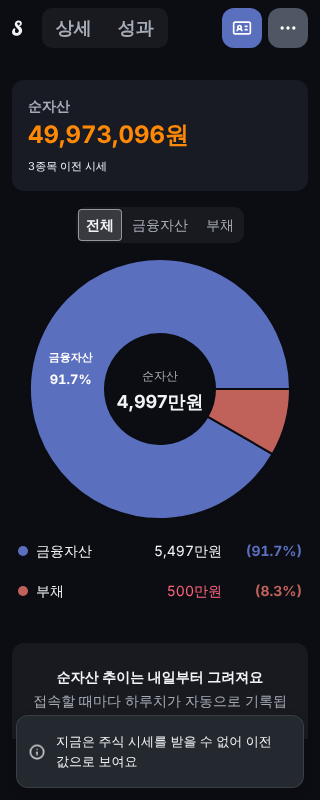 상세 성과
순자산
49,973,096원
3종목 이전 시세
전체 금융자산 부채
금융자산
91.7%
순자산
4,997만원
금융자산 5,497만원 (91.7%)
부채 500만원 (8.3%)
순자산 추이는 내일부터 그려져요
접속할 때마다 하루치가 자동으로 기록됩
지금은 주식 시세를 받을 수 없어 이전
값으로 보여요